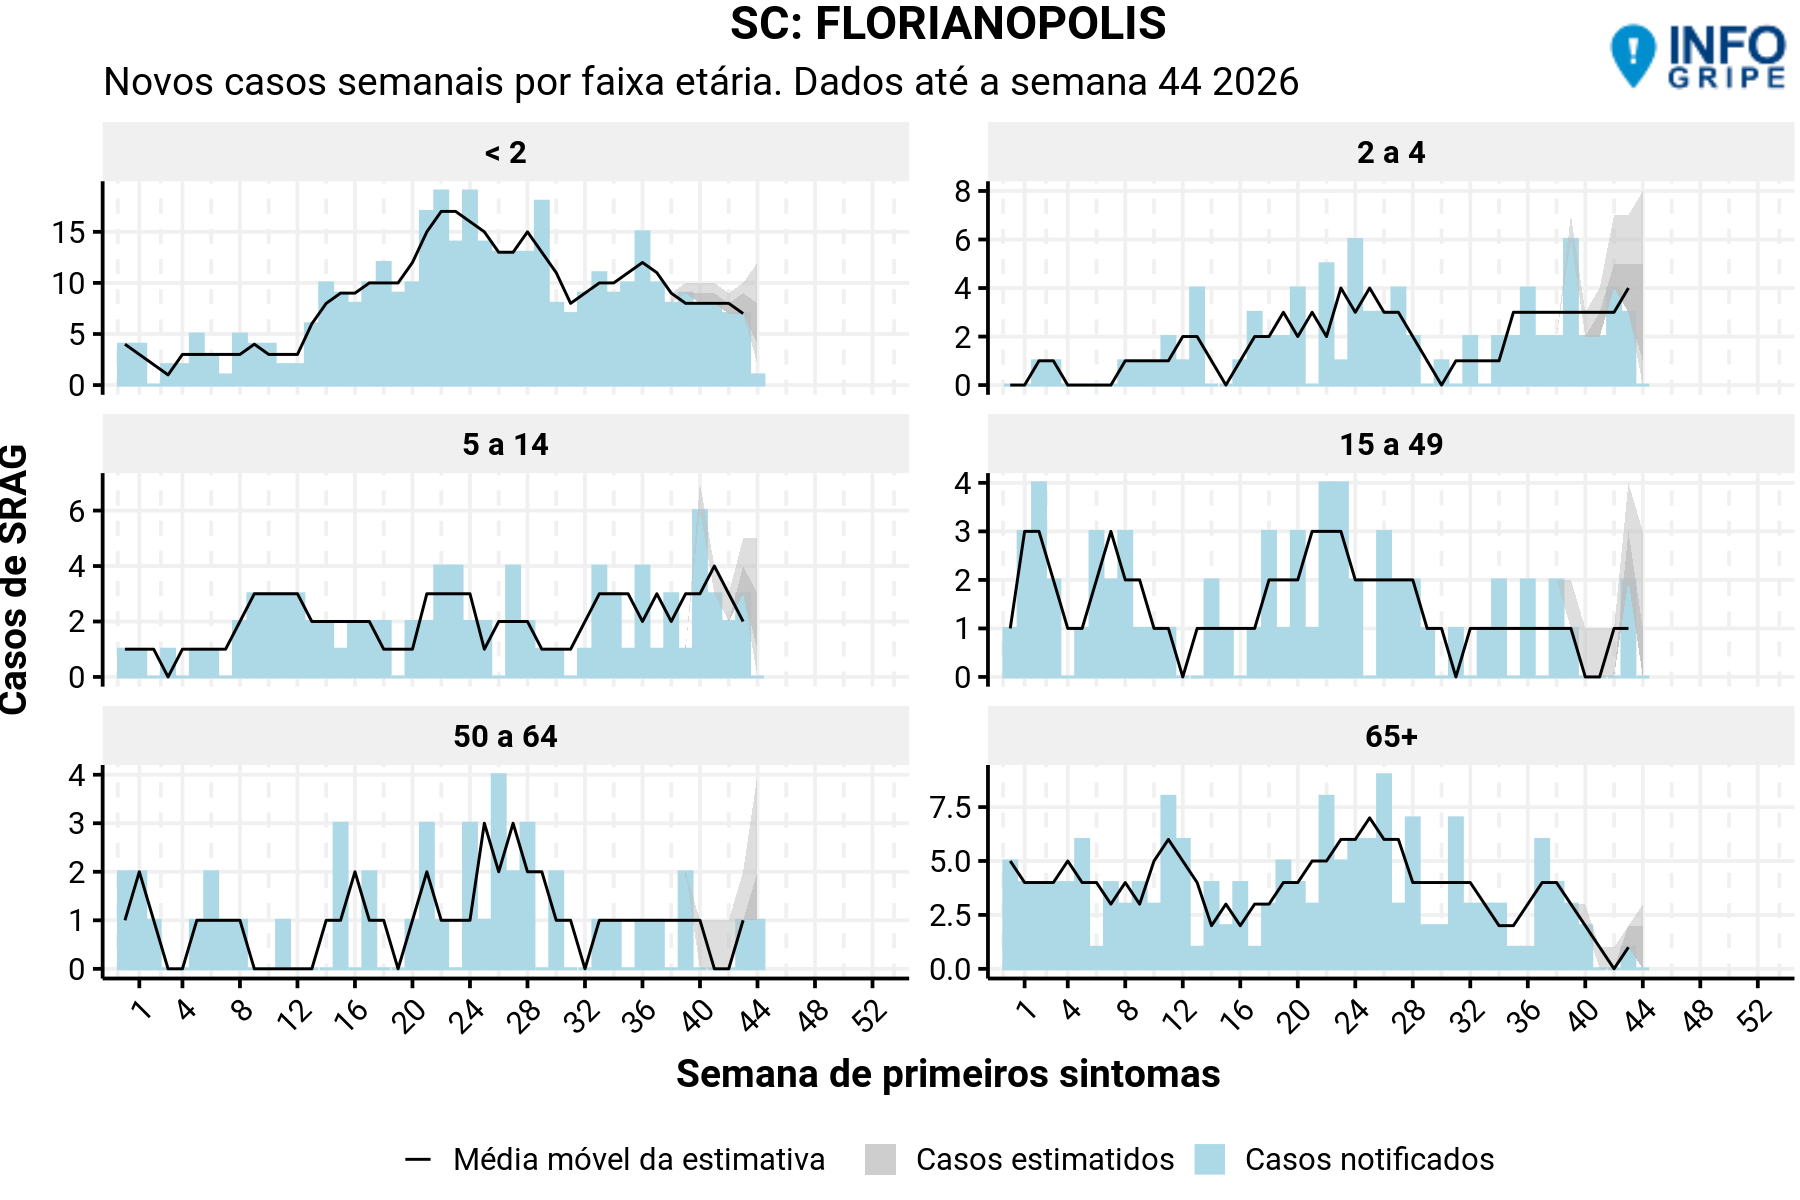 SC: FLORIANOPOLIS
INFO
GRIPE
Novos casos semanais por faixa etária. Dados até a semana 44 2026
< 2
2 a 4
15
10
5
0
8
6
4
2
0
5 a 14
15 a 49
6
4
2
0
4
3
2
1
0
Casos de SRAG
50 a 64
65+
4
3
2
1
0
7.5
5.0
2.5
0.0
1 4 8 12 16 20 24 28 32 36 40 44 48 52
1 4 8 12 16 20 24 28 32 36 40 44 48 52
Semana de primeiros sintomas
Média móvel da estimativa Casos estimatidos Casos notificados